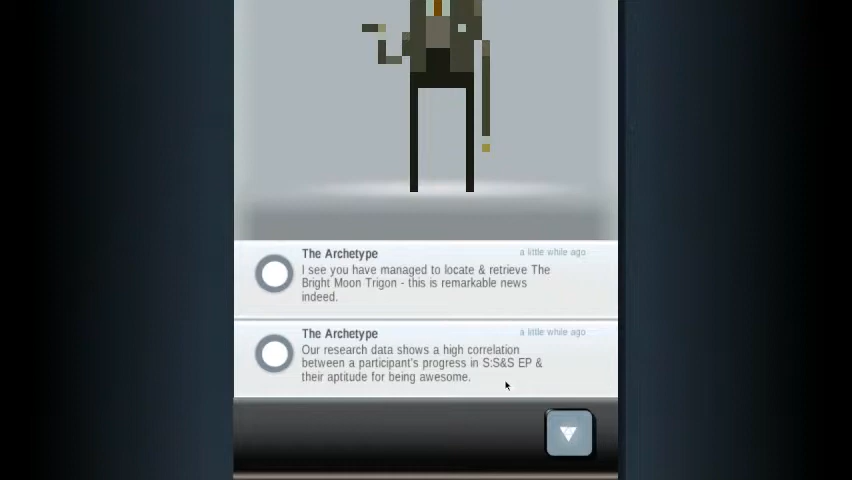 The Archetype
a little while ago
I see you have managed to locate & retrieve The
Bright Moon Trigon - this is remarkable news
indeed.
The Archetype
a little while ago
Our research data shows a high correlation
between a participant's progress in S:S&S EP &
their aptitude for being awesome.